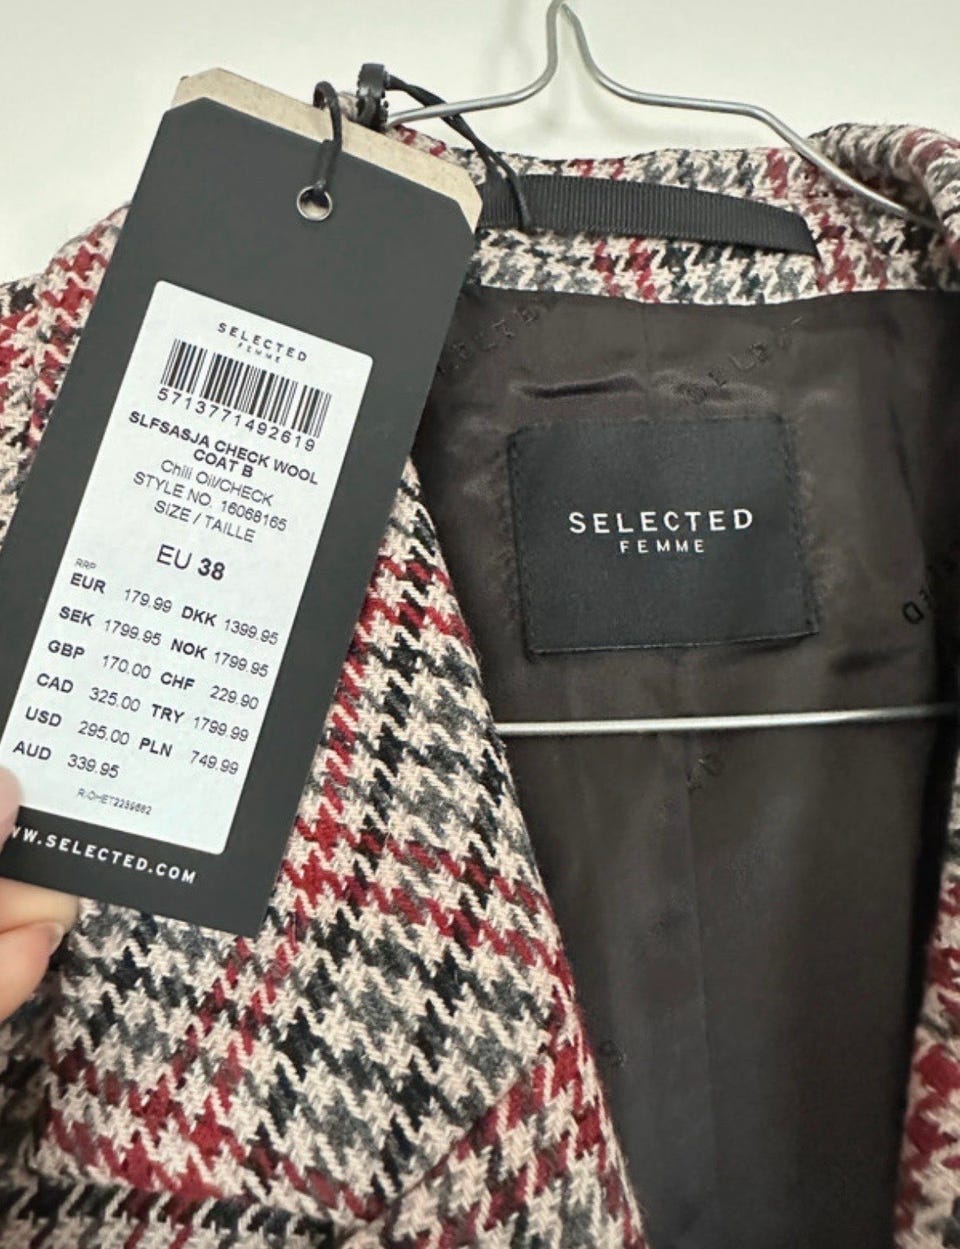 SELECTED
FEMME
5713771492619
SLFSASJA CHECK WOOL
COAT B
Chili Oil/CHECK
STYLE NO. 16068165
SIZE / TAILLE
EU 38
RRP
EUR 179.99 DKK 1399.95
SEK 1799.95 NOK 1799.95
GBP 170.00 CHF 229.90
CAD 325.00 TRY 1799.99
USD 295.00 PLN 749.99
AUD 339.95
WW.SELECTED.COM
SELECTED
FEMME